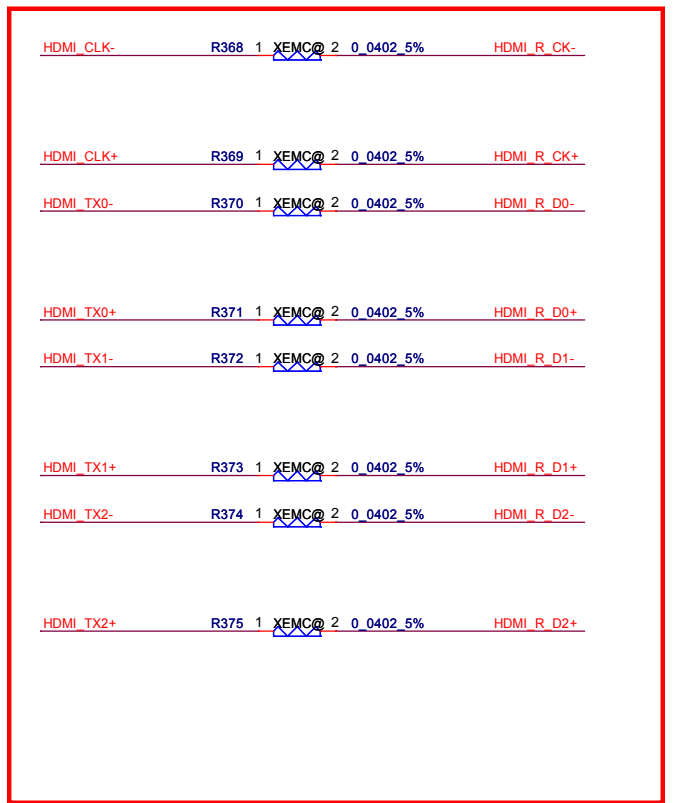 HDMI_CLK- R368 1 XEMC@ 2 0_0402_5% HDMI_R_CK-
HDMI_CLK+ R369 1 XEMC@ 2 0_0402_5% HDMI_R_CK+
HDMI_TX0- R370 1 XEMC@ 2 0_0402_5% HDMI_R_D0-
HDMI_TX0+ R371 1 XEMC@ 2 0_0402_5% HDMI_R_D0+
HDMI_TX1- R372 1 XEMC@ 2 0_0402_5% HDMI_R_D1-
HDMI_TX1+ R373 1 XEMC@ 2 0_0402_5% HDMI_R_D1+
HDMI_TX2- R374 1 XEMC@ 2 0_0402_5% HDMI_R_D2-
HDMI_TX2+ R375 1 XEMC@ 2 0_0402_5% HDMI_R_D2+